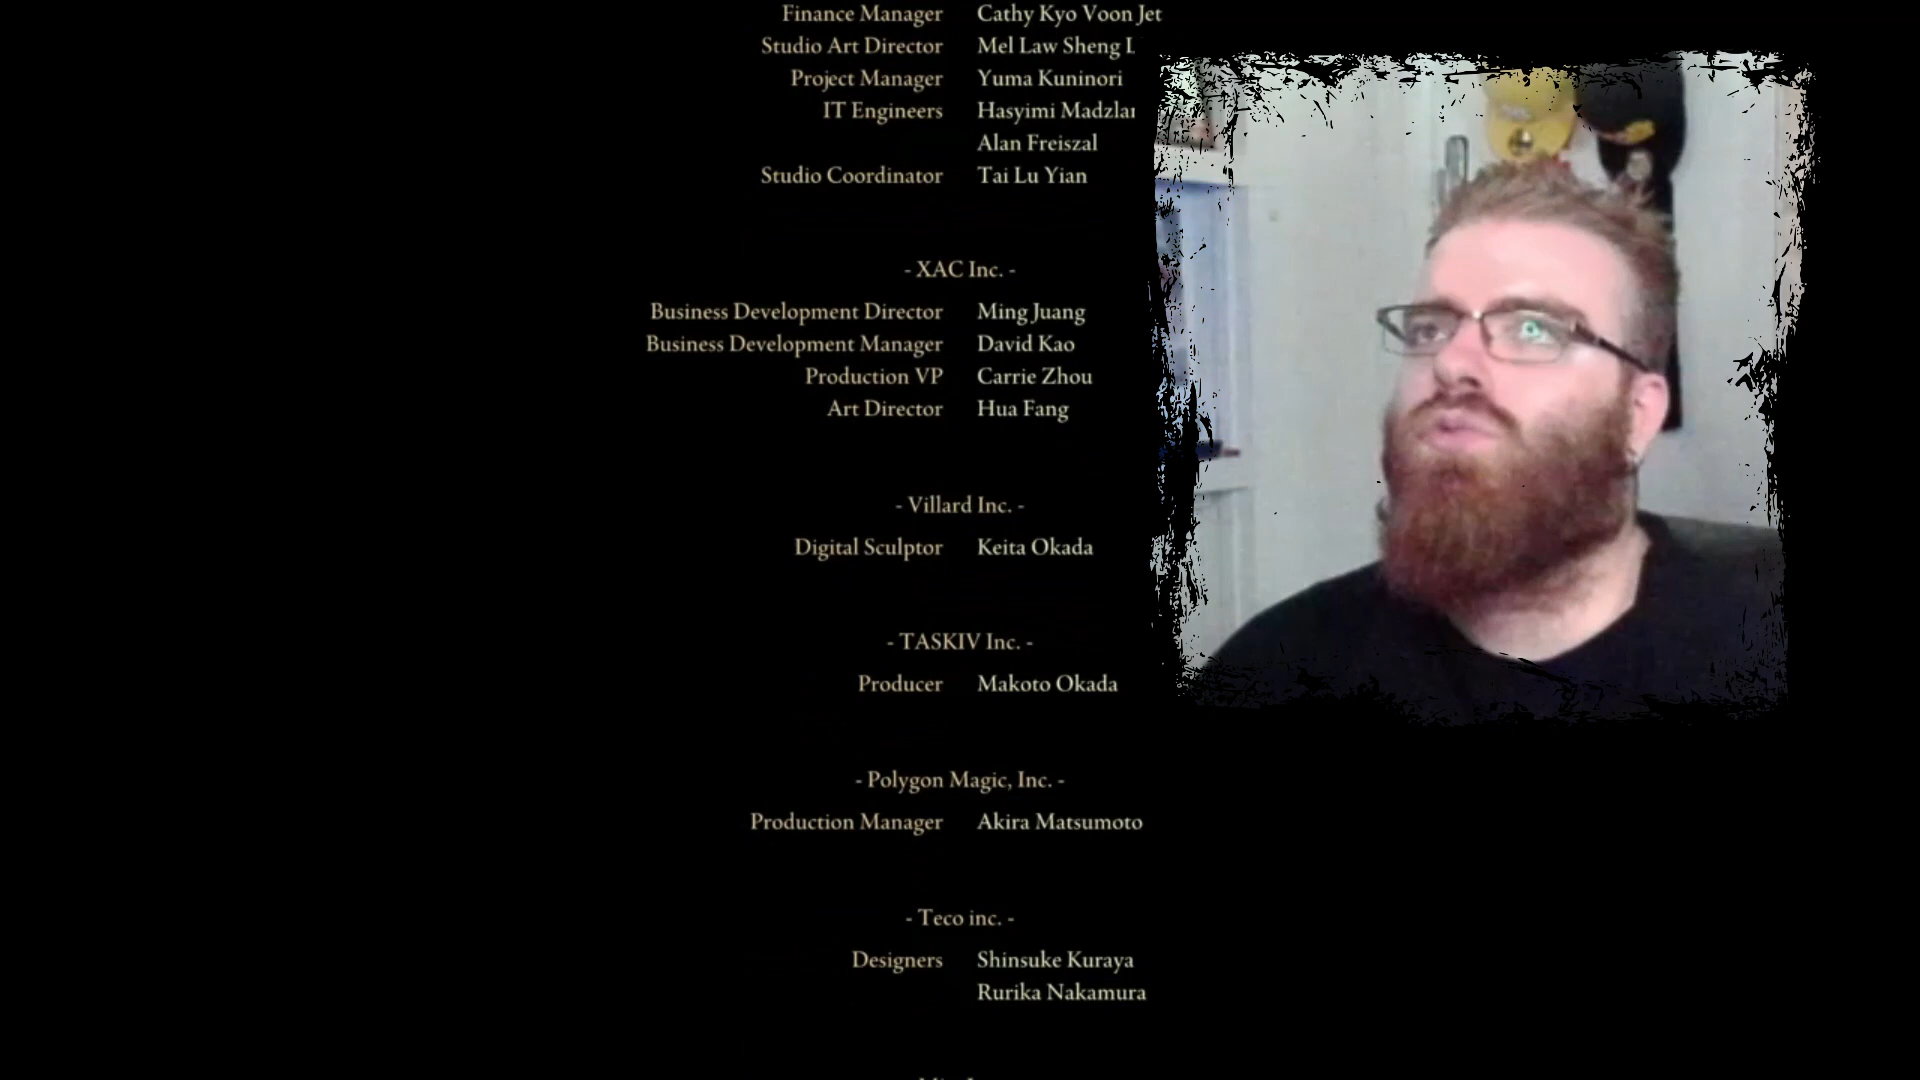 Finance Manager Cathy Kyo Voon Jet
Studio Art Director Mel Law Sheng
Project Manager Yuma Kuninori
IT Engineers Hasyimi
Alan Freiszal
Studio Coordinator Tai Lu Yian
- XAC Inc. -
Business Development Director Ming Juang
Business Development Manager David Kao
Production VP Carrie Zhou
Art Director Hua Fang
- Villard Inc. -
Digital Sculptor Keita Okada
- TASKIV Inc. -
Producer Makoto Okada
- Polygon Magic, Inc. -
Production Manager Akira Matsumoto
- Teco inc. -
Designers Shinsuke Kuraya
Rurika Nakamura